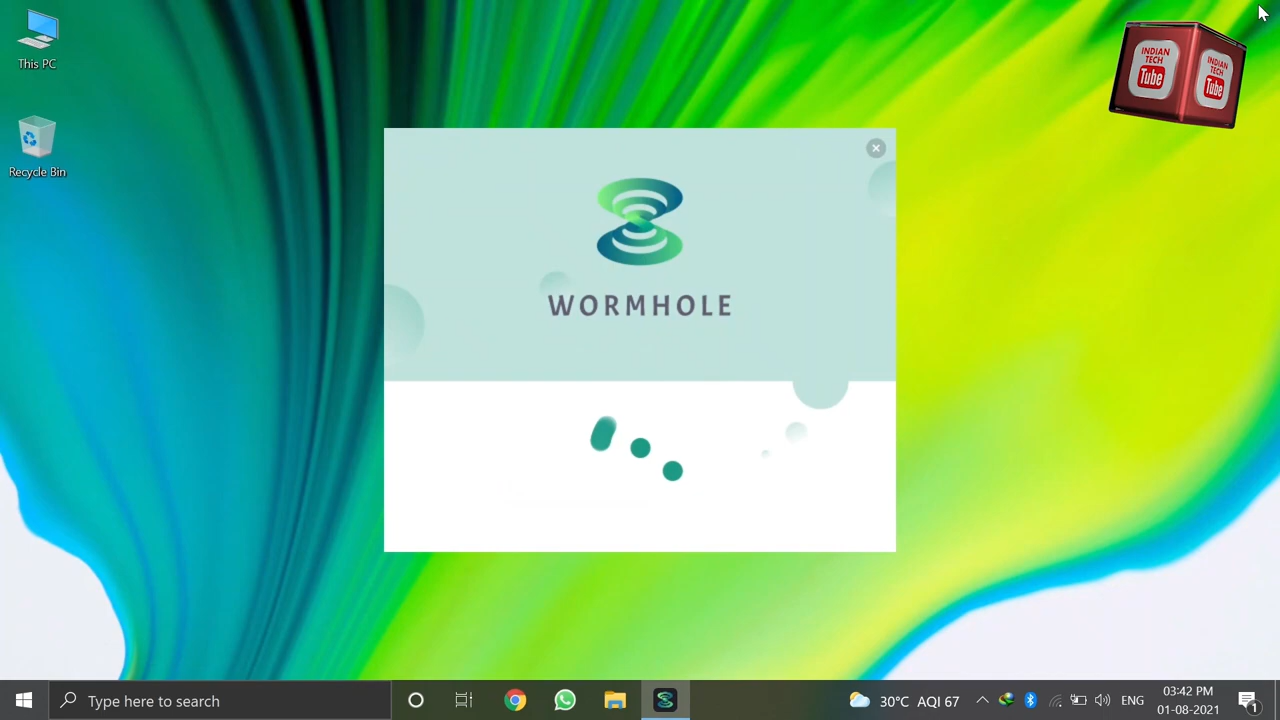 This PC
Recycle Bin
INDIAN
TECH
Tube
INDIAN
TECH
Tube
WORMHOLE
Type here to search
30°C AQI 67
ENG
03:42 PM
01-08-2021
1